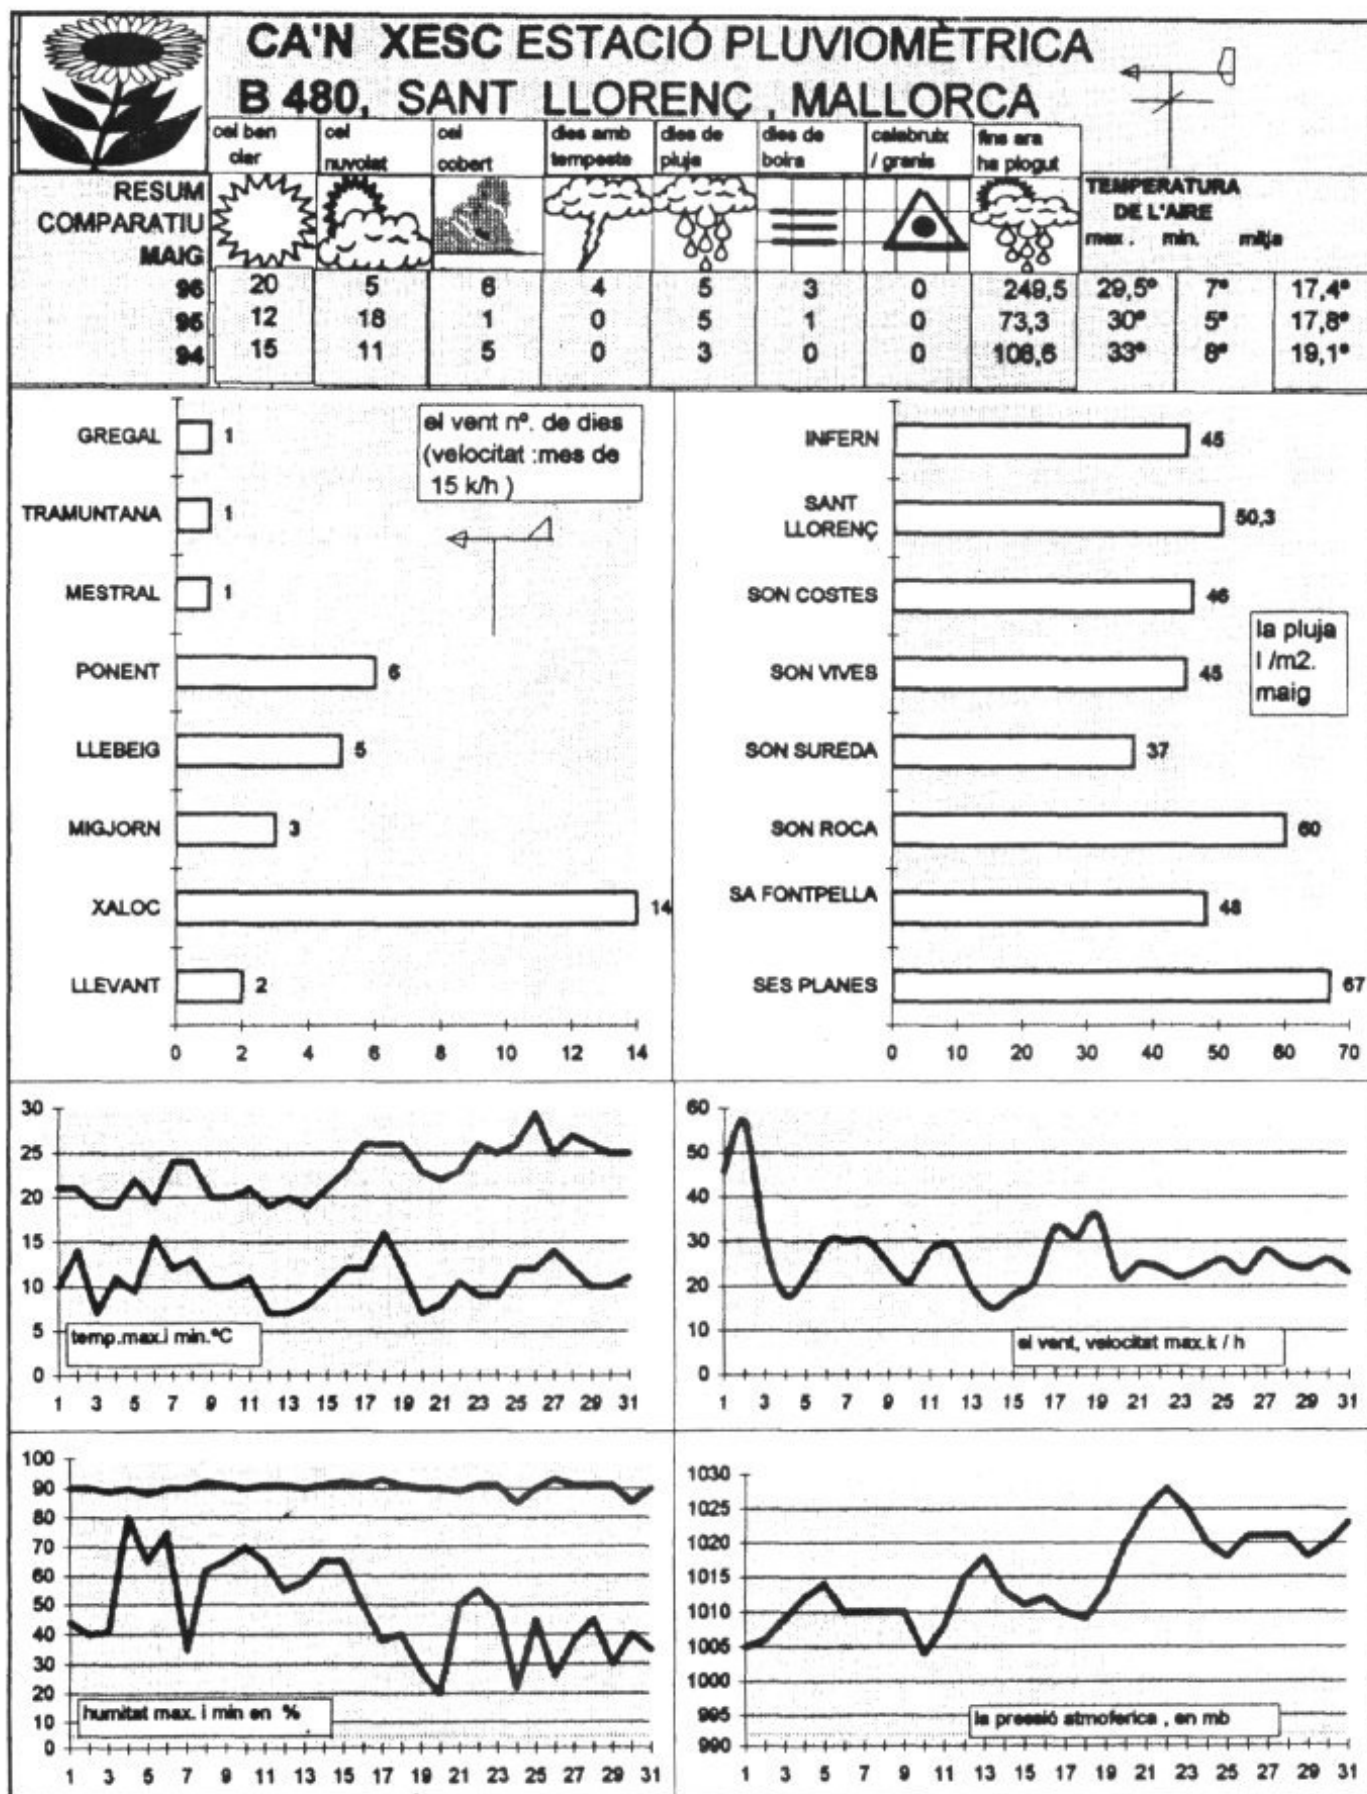 CA'N XESC ESTACIÓ PLUVIOMÈTRICA
B 480, SANT LLORENÇ, MALLORCA
cel ben clar
cel nuvolat
cel cobert
dies amb tempesta
dies de pluja
dies de boira
calabruix / granis
fins ara ha plogut
RESUM
COMPARATIU
MAIG
TEMPERATURA
DE L'AIRE
max. min. mitja
96 20 5 6 4 5 3 0 249,5 29,5º 7º 17,4º
95 12 18 1 0 5 1 0 73,3 30º 5º 17,8º
94 15 11 5 0 3 0 0 106,6 33º 8º 19,1º
el vent nº. de dies
(velocitat :mes de
15 k/h )
GREGAL 1
TRAMUNTANA 1
MESTRAL 1
PONENT 6
LLEBEIG 5
MIGJORN 3
XALOC 14
LLEVANT 2
0 2 4 6 8 10 12 14
INFERN 45
SANT
LLORENÇ 50,3
SON COSTES 46
la pluja
l /m2.
maig
SON VIVES 45
SON SUREDA 37
SON ROCA 60
SA FONTPELLA 48
SES PLANES 67
0 10 20 30 40 50 60 70
30
25
20
15
10
5
0
temp.max.i min.ºC
1 3 5 7 9 11 13 15 17 19 21 23 25 27 29 31
60
50
40
30
20
10
0
el vent, velocitat max.k / h
1 3 5 7 9 11 13 15 17 19 21 23 25 27 29 31
100
90
80
70
60
50
40
30
20
10
0
humitat max. i min en %
1 3 5 7 9 11 13 15 17 19 21 23 25 27 29 31
1030
1025
1020
1015
1010
1005
1000
995
990
la pressió atmoferica , en mb
1 3 5 7 9 11 13 15 17 19 21 23 25 27 29 31